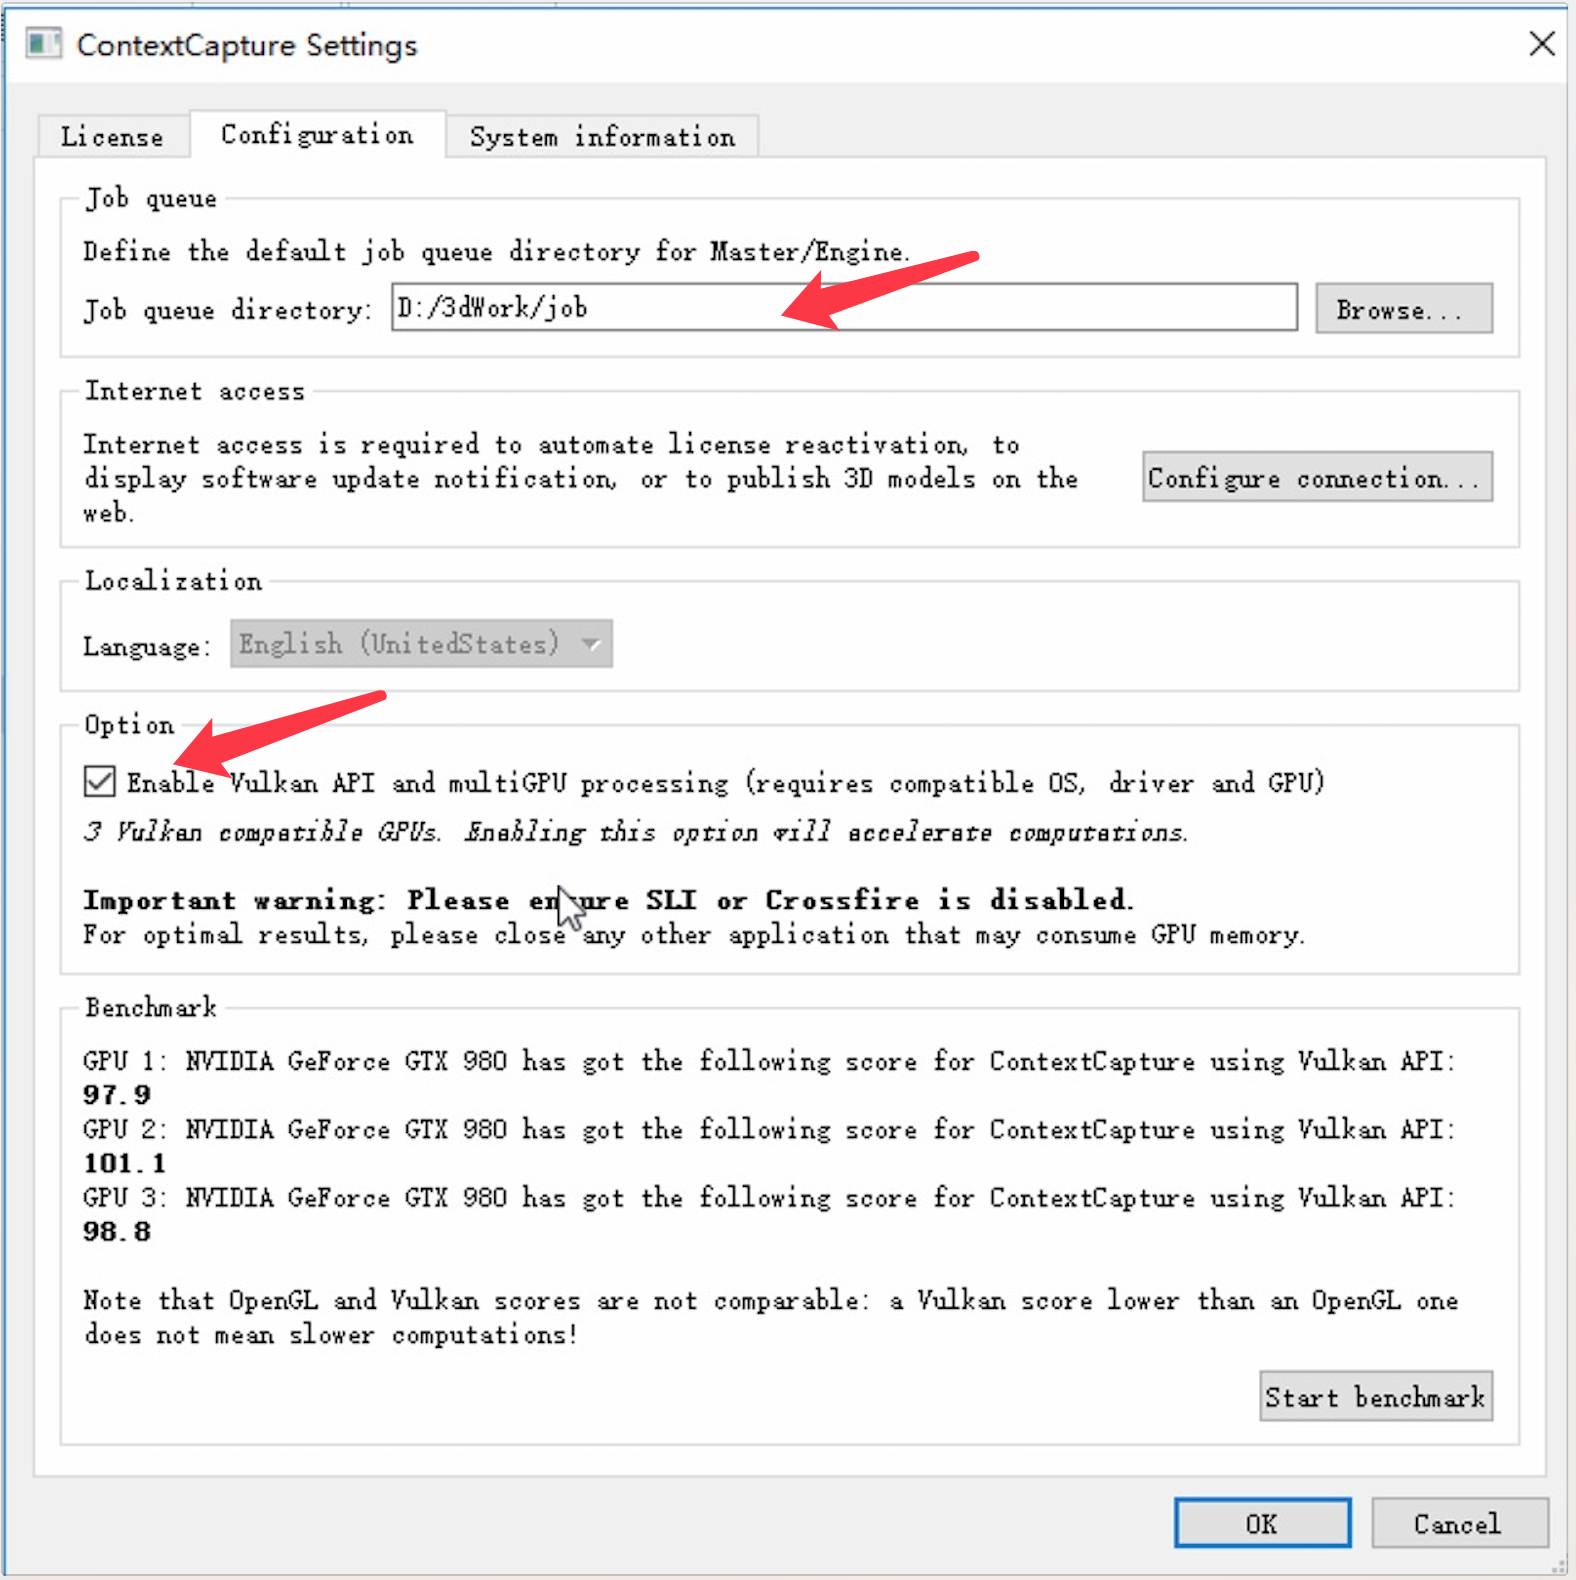 ContextCapture Settings
License Configuration System information
Job queue
Define the default job queue directory for Master/Engine.
Job queue directory: D:/3dWork/job Browse...
Internet access
Internet access is required to automate license reactivation, to
display software update notification, or to publish 3D models on the
web.
Configure connection...
Localization
Language: English (UnitedStates)
Option
Enable Vulkan API and multiGPU processing (requires compatible OS, driver and GPU)
3 Vulkan compatible GPUs. Enabling this option will accelerate computations.
Important warning: Please ensure SLI or Crossfire is disabled.
For optimal results, please close any other application that may consume GPU memory.
Benchmark
GPU 1: NVIDIA GeForce GTX 980 has got the following score for ContextCapture using Vulkan API:
97.9
GPU 2: NVIDIA GeForce GTX 980 has got the following score for ContextCapture using Vulkan API:
101.1
GPU 3: NVIDIA GeForce GTX 980 has got the following score for ContextCapture using Vulkan API:
98.8
Note that OpenGL and Vulkan scores are not comparable: a Vulkan score lower than an OpenGL one
does not mean slower computations!
Start benchmark
OK Cancel